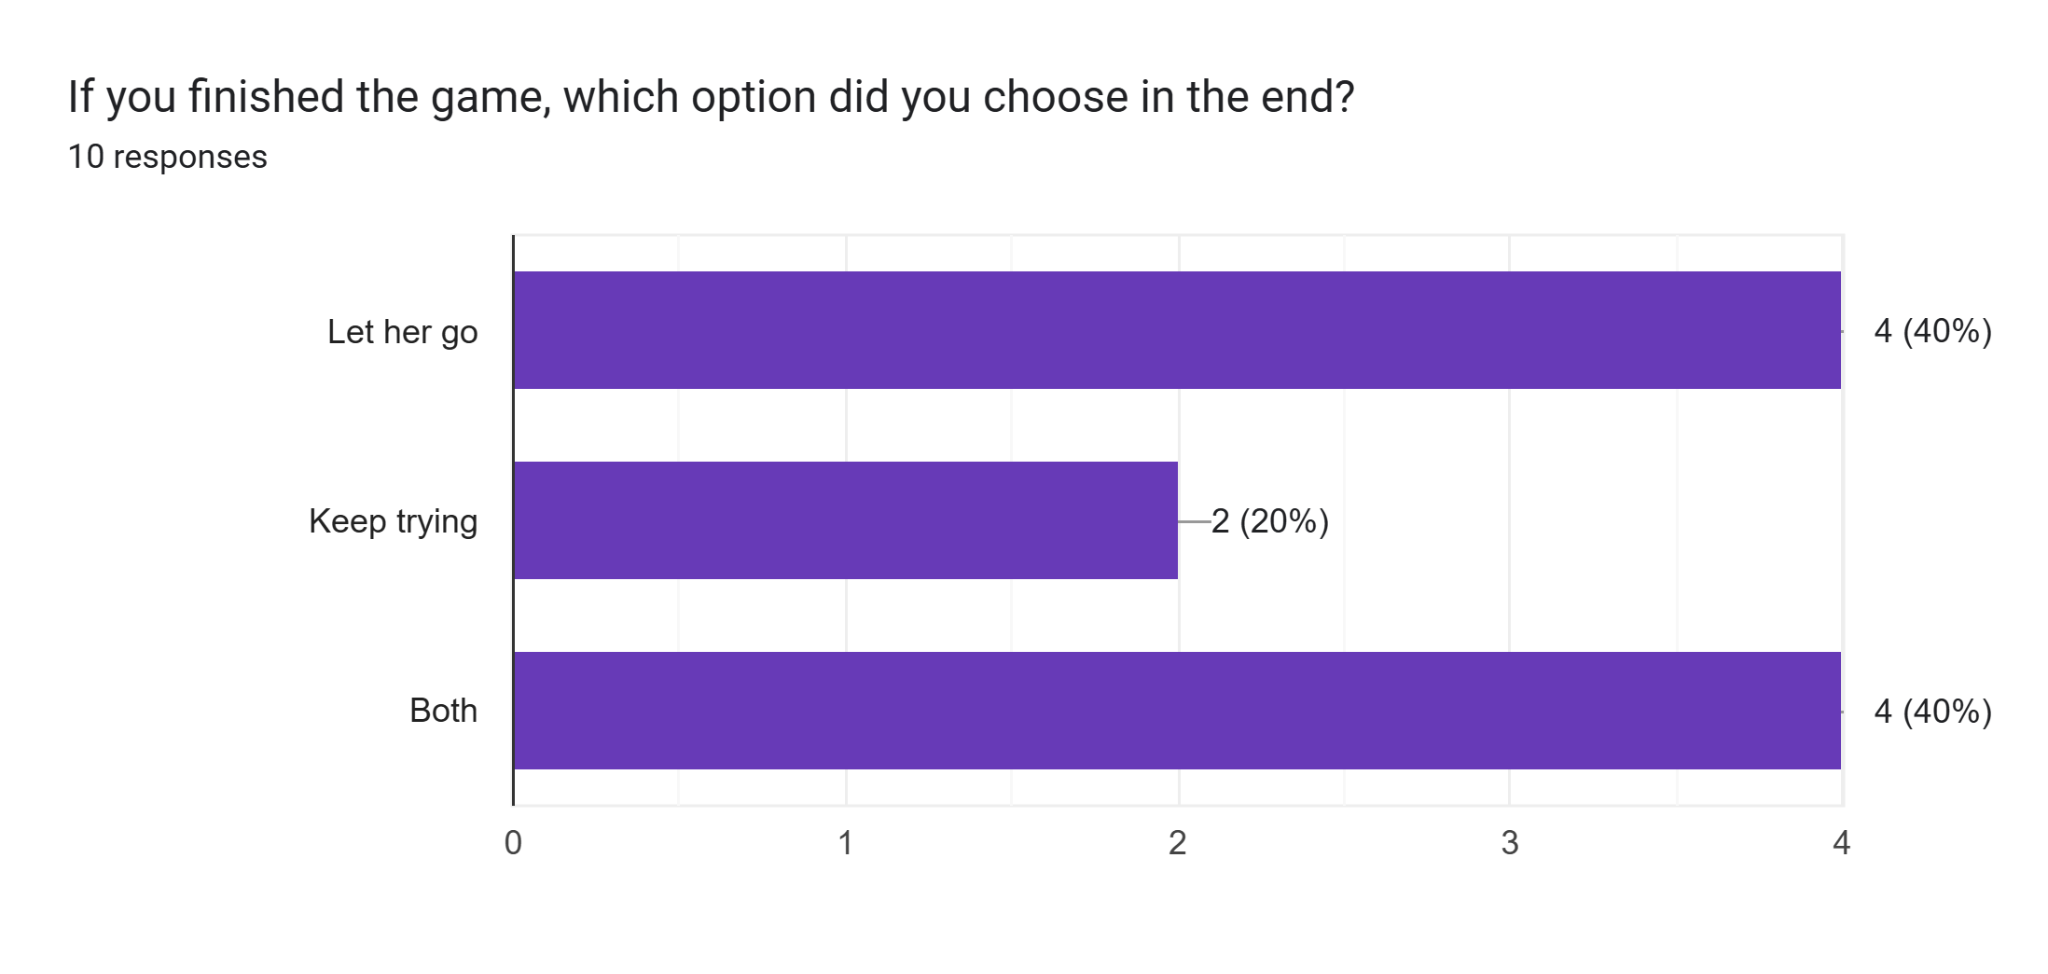 If you finished the game, which option did you choose in the end?
10 responses
Let her go
4 (40%)
Keep trying
2 (20%)
Both
4 (40%)
0 1 2 3 4